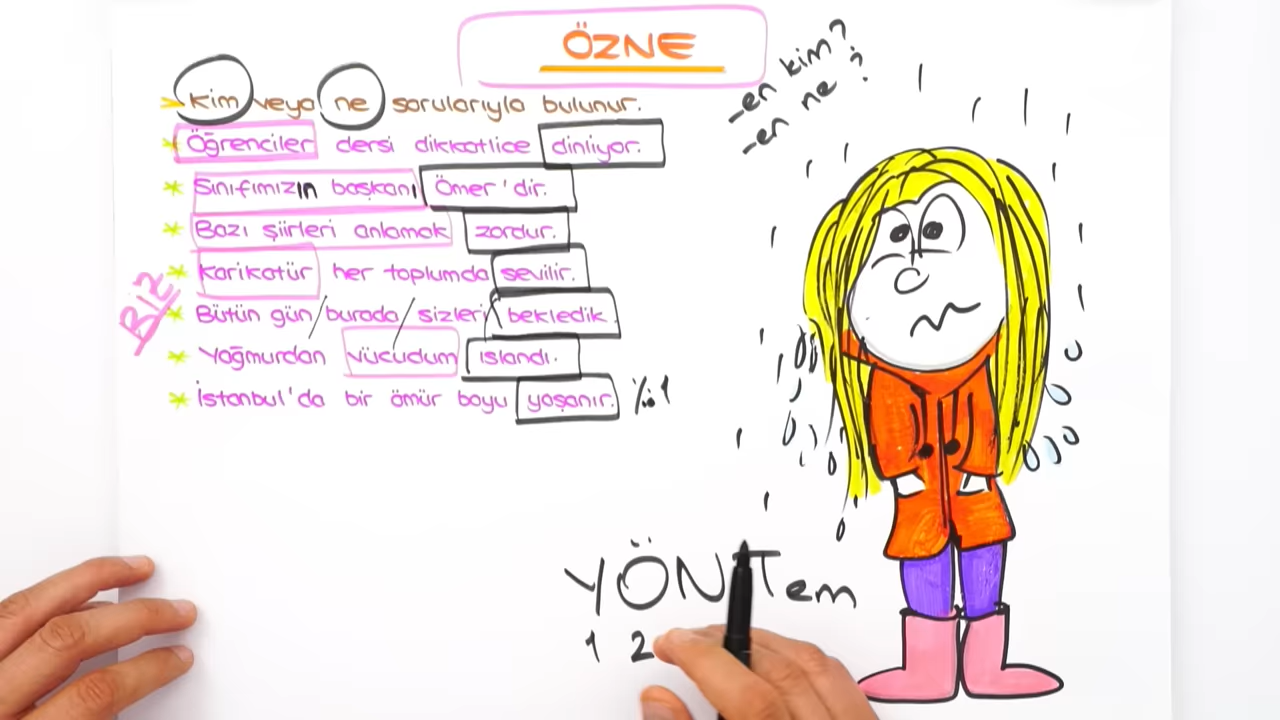 ÖZNE
> Kim veya ne sorularıyla bulunur.
-en kim?
-en ne?
* Öğrenciler dersi dikkatlice dinliyor.
* Sınıfımızın başkanı Ömer'dir.
* Bazı şiirleri anlamak zordur.
* Karikatür her toplumda sevilir.
BİZ
* Bütün gün/burada/sizleri bekledik.
* Yağmurdan vücudum ıslandı.
* İstanbul'da bir ömür boyu yaşanır. %1
YÖNTem
1 2